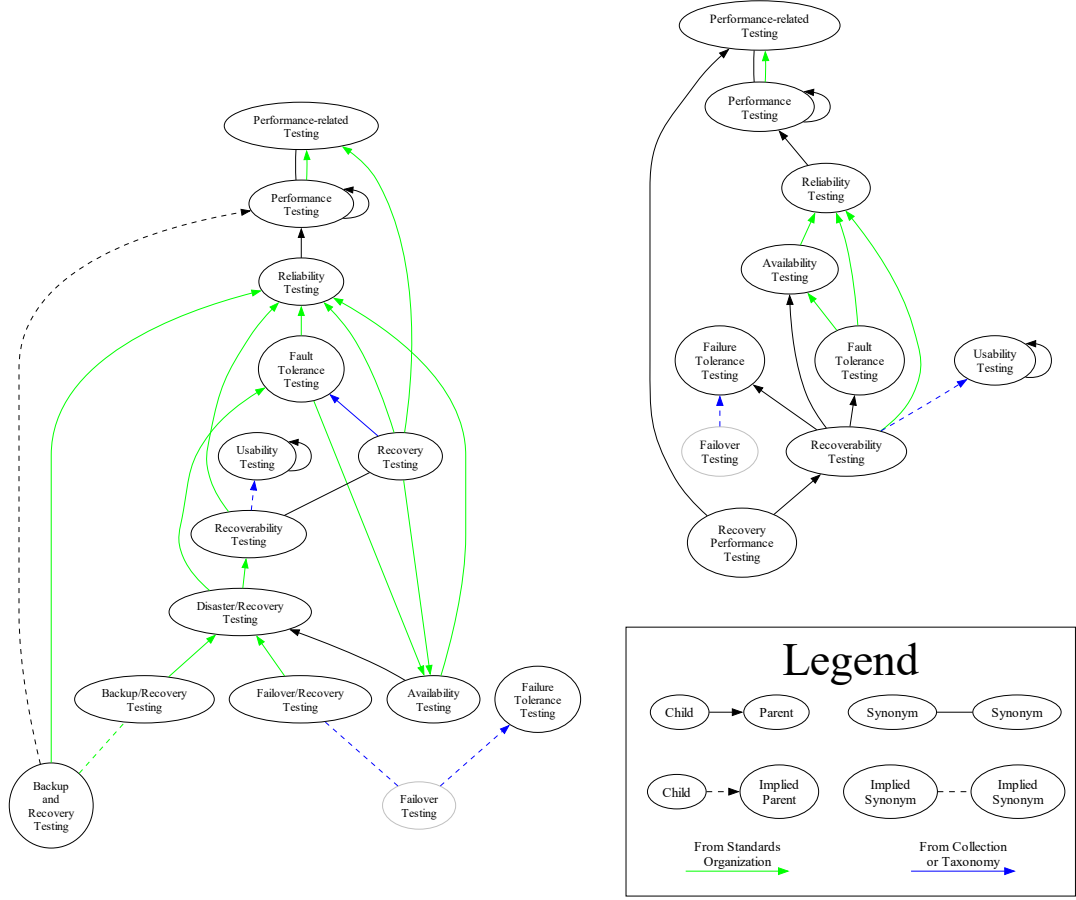 Performance-related
Testing
Performance
Testing
Reliability
Testing
Fault
Tolerance
Testing
Usability
Testing
Recovery
Testing
Recoverability
Testing
Disaster/Recovery
Testing
Backup/Recovery
Testing
Failover/Recovery
Testing
Availability
Testing
Failure
Tolerance
Testing
Backup
and
Recovery
Testing
Failover
Testing
Performance-related
Testing
Performance
Testing
Reliability
Testing
Availability
Testing
Failure
Tolerance
Testing
Fault
Tolerance
Testing
Usability
Testing
Failover
Testing
Recoverability
Testing
Recovery
Performance
Testing
Legend
Child
Parent
Synonym
Synonym
Child
Implied
Parent
Implied
Synonym
Implied
Synonym
From Standards
Organization
From Collection
or Taxonomy